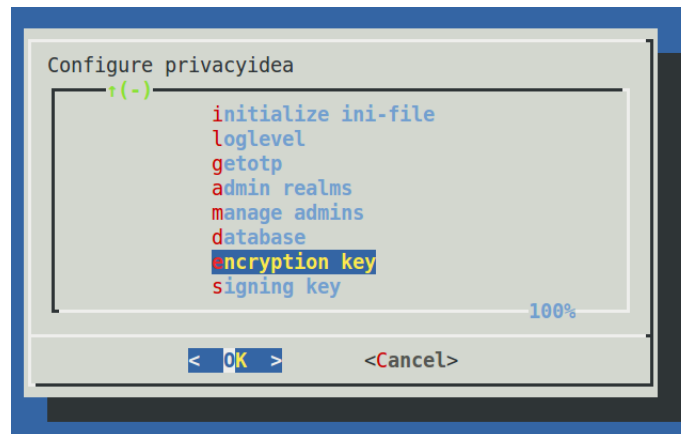 Configure privacyidea
↑(-)
initialize ini-file
loglevel
getotp
admin realms
manage admins
database
encryption key
signing key
100%
< OK > <Cancel>